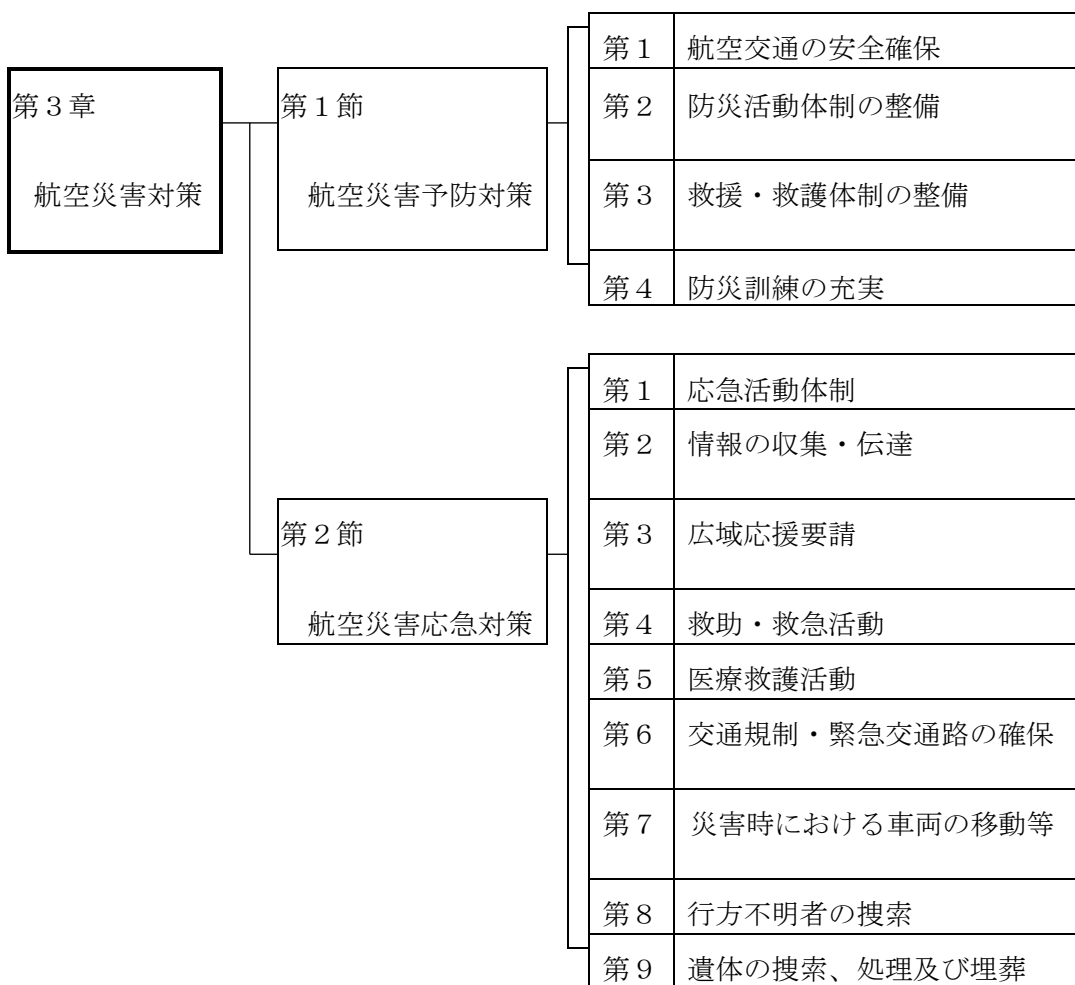 第３章
航空災害対策
第１節
航空災害予防対策
第１ 航空交通の安全確保
第２ 防災活動体制の整備
第３ 救援・救護体制の整備
第４ 防災訓練の充実
第２節
航空災害応急対策
第１ 応急活動体制
第２ 情報の収集・伝達
第３ 広域応援要請
第４ 救助・救急活動
第５ 医療救護活動
第６ 交通規制・緊急交通路の確保
第７ 災害時における車両の移動等
第８ 行方不明者の捜索
第９ 遺体の捜索、処理及び埋葬